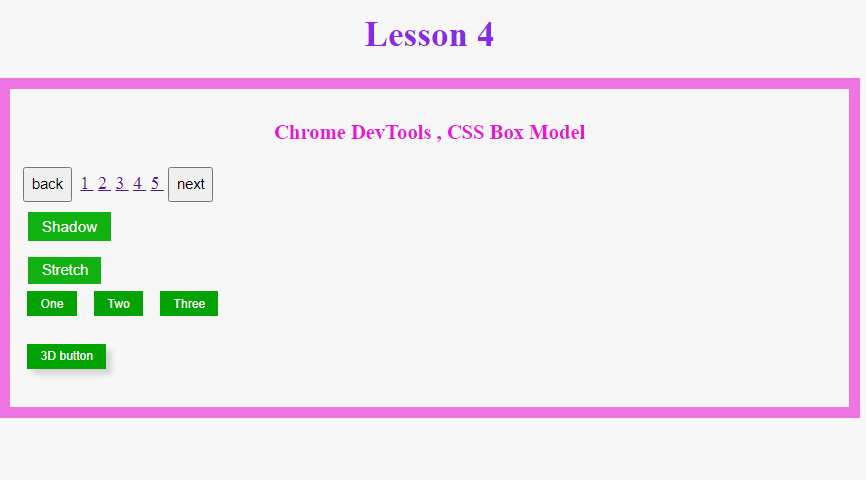 Lesson 4
Chrome DevTools , CSS Box Model
back 1 2 3 4 5 next
Shadow
Stretch
One Two Three
3D button